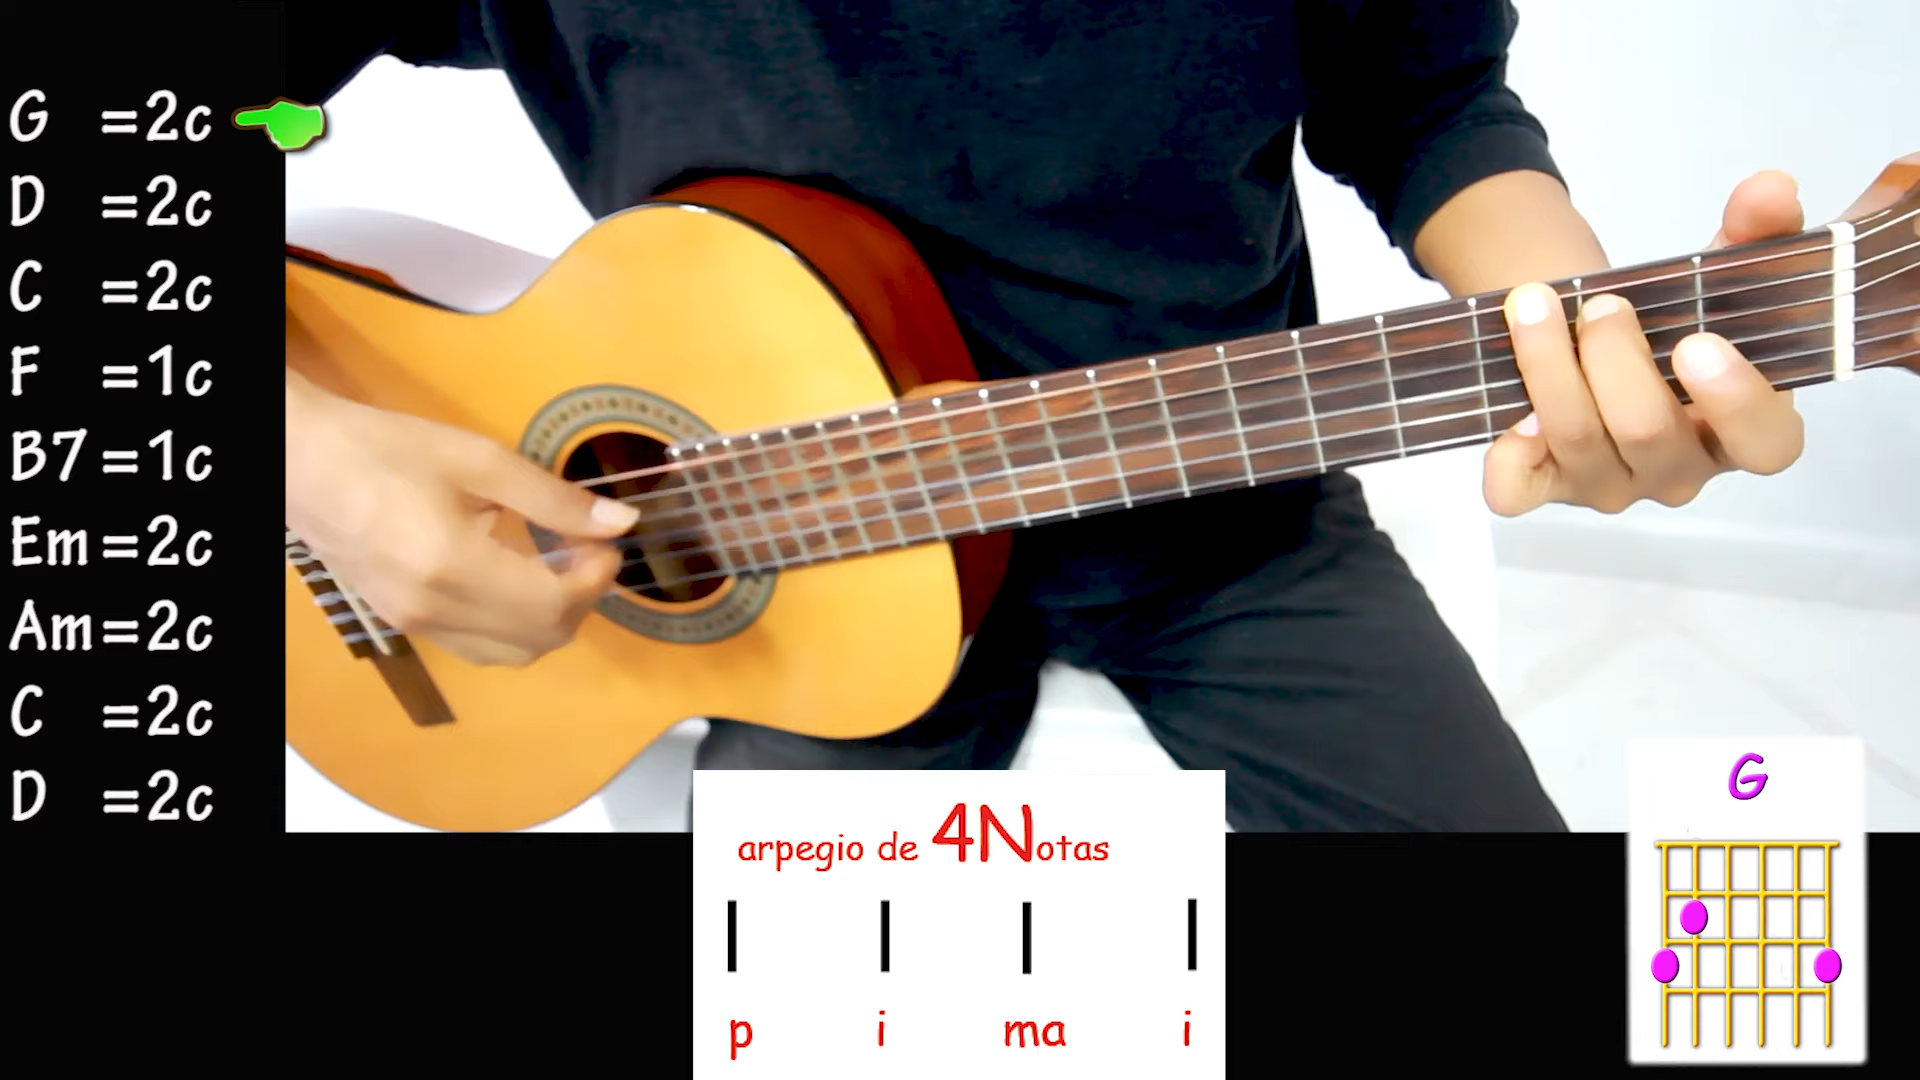 G =2c
D =2c
C =2c
F =1c
B7=1c
Em=2c
Am=2c
C =2c
D =2c
arpegio de 4Notas
p i ma i
G